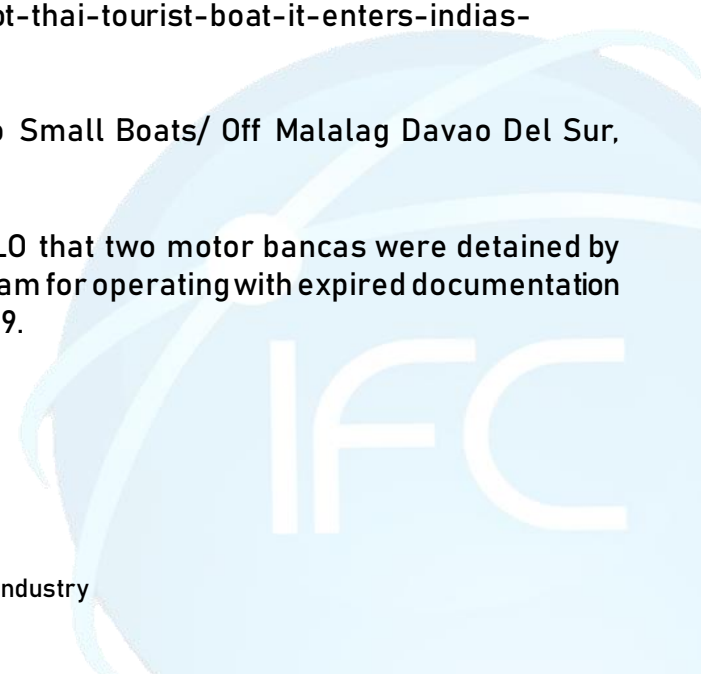 ot-thai-tourist-boat-it-enters-indias-
o Small Boats/ Off Malalag Davao Del Sur,
LO that two motor bancas were detained by
am for operating with expired documentation
9.
IFC
ndustry